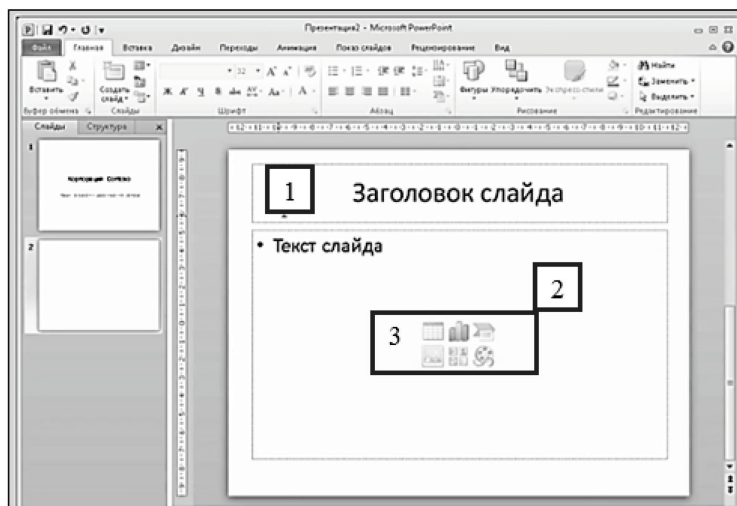 Презентация2 - Microsoft PowerPoint
Файл Главная Вставка Дизайн Переходы Анимация Показ слайдов Рецензирование Вид
Вставить Создать слайд Фигуры Упорядочить Экспресс-стили
Найти
Заменить
Выделить
Буфер обмена Слайды Шрифт Абзац Рисование Редактирование
Слайды Структура
1
Корпорация Contoso
2
1 Заголовок слайда
• Текст слайда
2
3